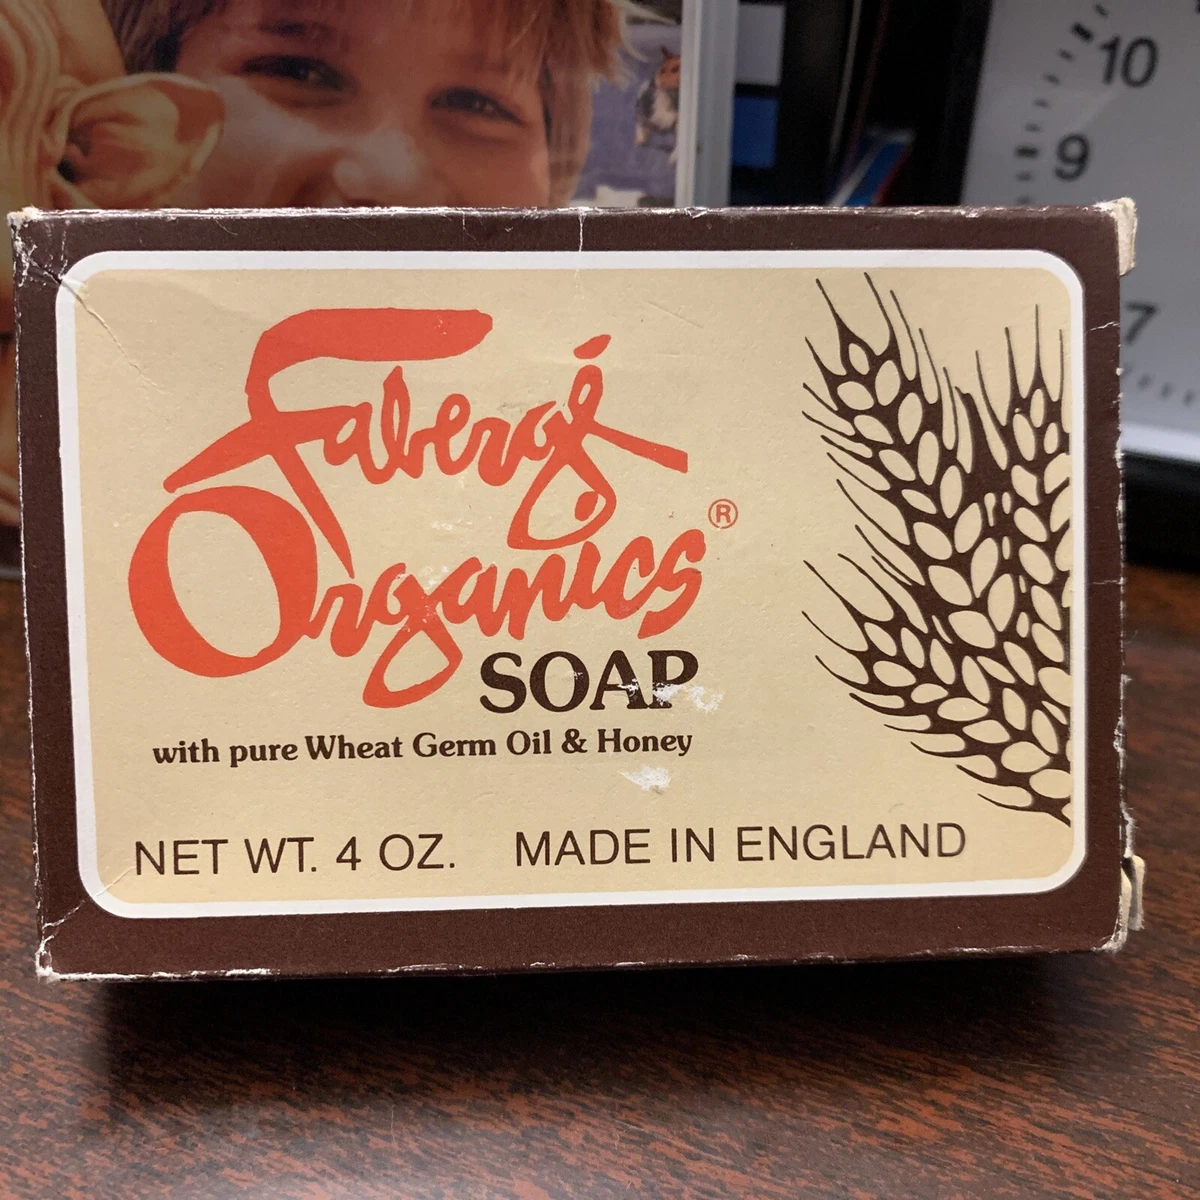 10
9
7
Fabergé
Organics®
SOAP
with pure Wheat Germ Oil & Honey
NET WT. 4 OZ. MADE IN ENGLAND